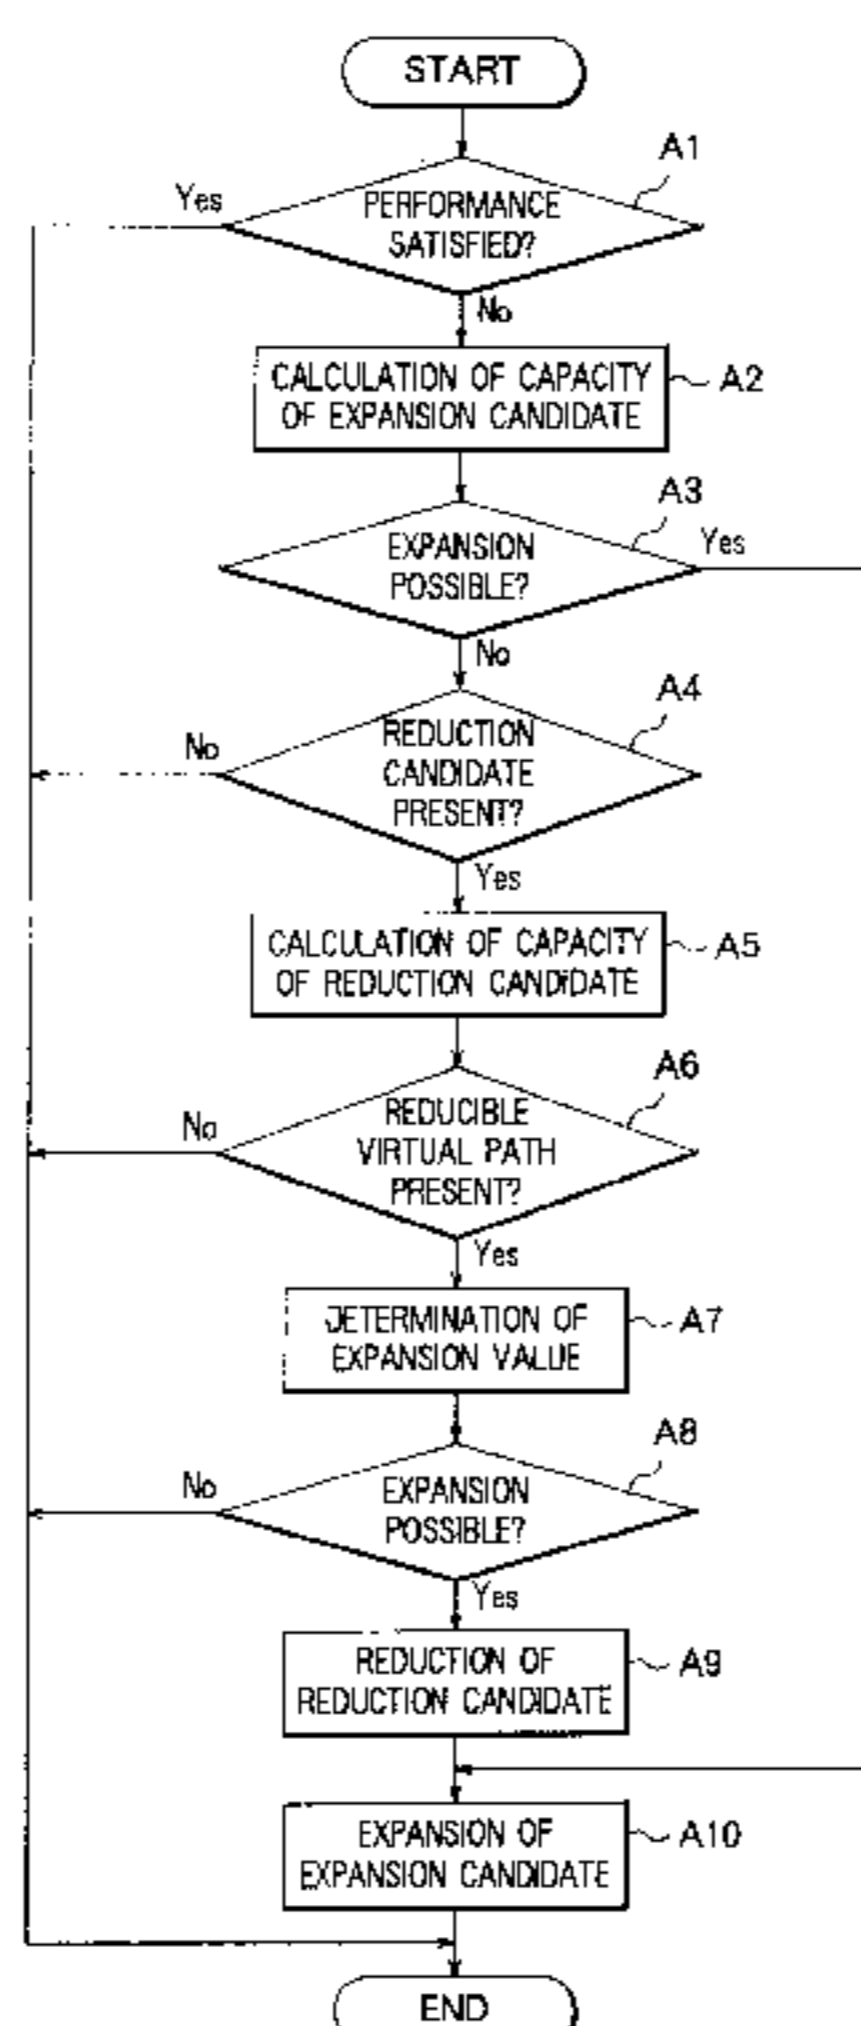 START
A1
Yes
PERFORMANCE
SATISFIED?
No
CALCULATION OF CAPACITY
OF EXPANSION CANDIDATE
A2
A3
EXPANSION
POSSIBLE?
Yes
No
A4
REDUCTION
CANDIDATE
PRESENT?
No
Yes
CALCULATION OF CAPACITY
OF REDUCTION CANDIDATE
A5
A6
REDUCIBLE
VIRTUAL PATH
PRESENT?
No
Yes
DETERMINATION OF
EXPANSION VALUE
A7
A8
No
EXPANSION
POSSIBLE?
Yes
REDUCTION OF
REDUCTION CANDIDATE
A9
EXPANSION OF
EXPANSION CANDIDATE
A10
END